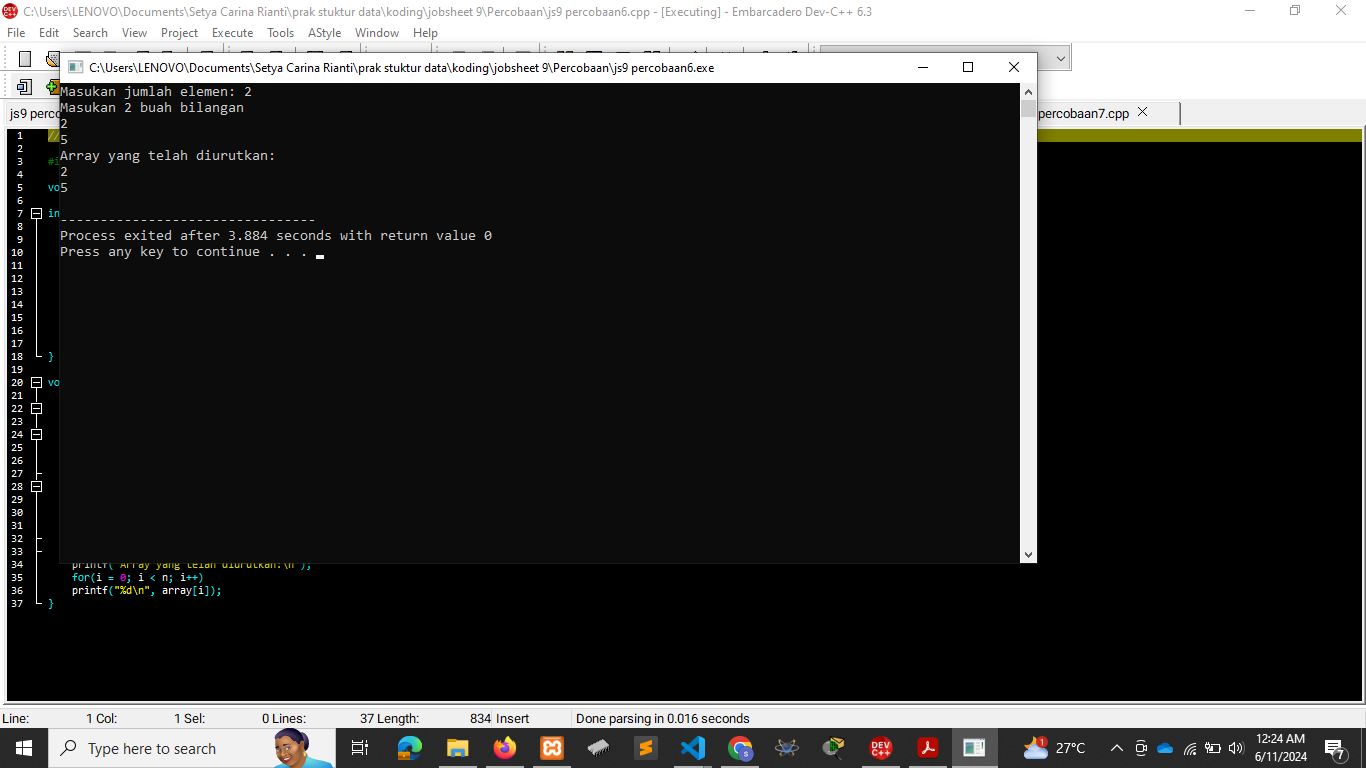 C:\Users\LENOVO\Documents\Setya Carina Rianti\prak stuktur data\koding\jobsheet 9\Percobaan\js9 percobaan6.cpp - [Executing] - Embarcadero Dev-C++ 6.3
File Edit Search View Project Execute Tools AStyle Window Help
C:\Users\LENOVO\Documents\Setya Carina Rianti\prak stuktur data\koding\jobsheet 9\Percobaan\js9 percobaan6.exe
js9 perco
percobaan7.cpp
Masukan jumlah elemen: 2
Masukan 2 buah bilangan
2
5
Array yang telah diurutkan:
2
5
--------------------------------
Process exited after 3.884 seconds with return value 0
Press any key to continue . . .
1 //
2
3 #i
4
5 vo
6
7 in
8
9
10
11
12
13
14
15
16
17
18 }
19
20 vo
21
22
23
24
25
26
27
28
29
30
31
32
33
34 printf("Array yang telah diurutkan:\n");
35 for(i = 0; i < n; i++)
36 printf("%d\n", array[i]);
37 }
Line: 1 Col: 1 Sel: 0 Lines: 37 Length: 834 Insert Done parsing in 0.016 seconds
Type here to search
DEV C++
1
27°C
12:24 AM
6/11/2024
7